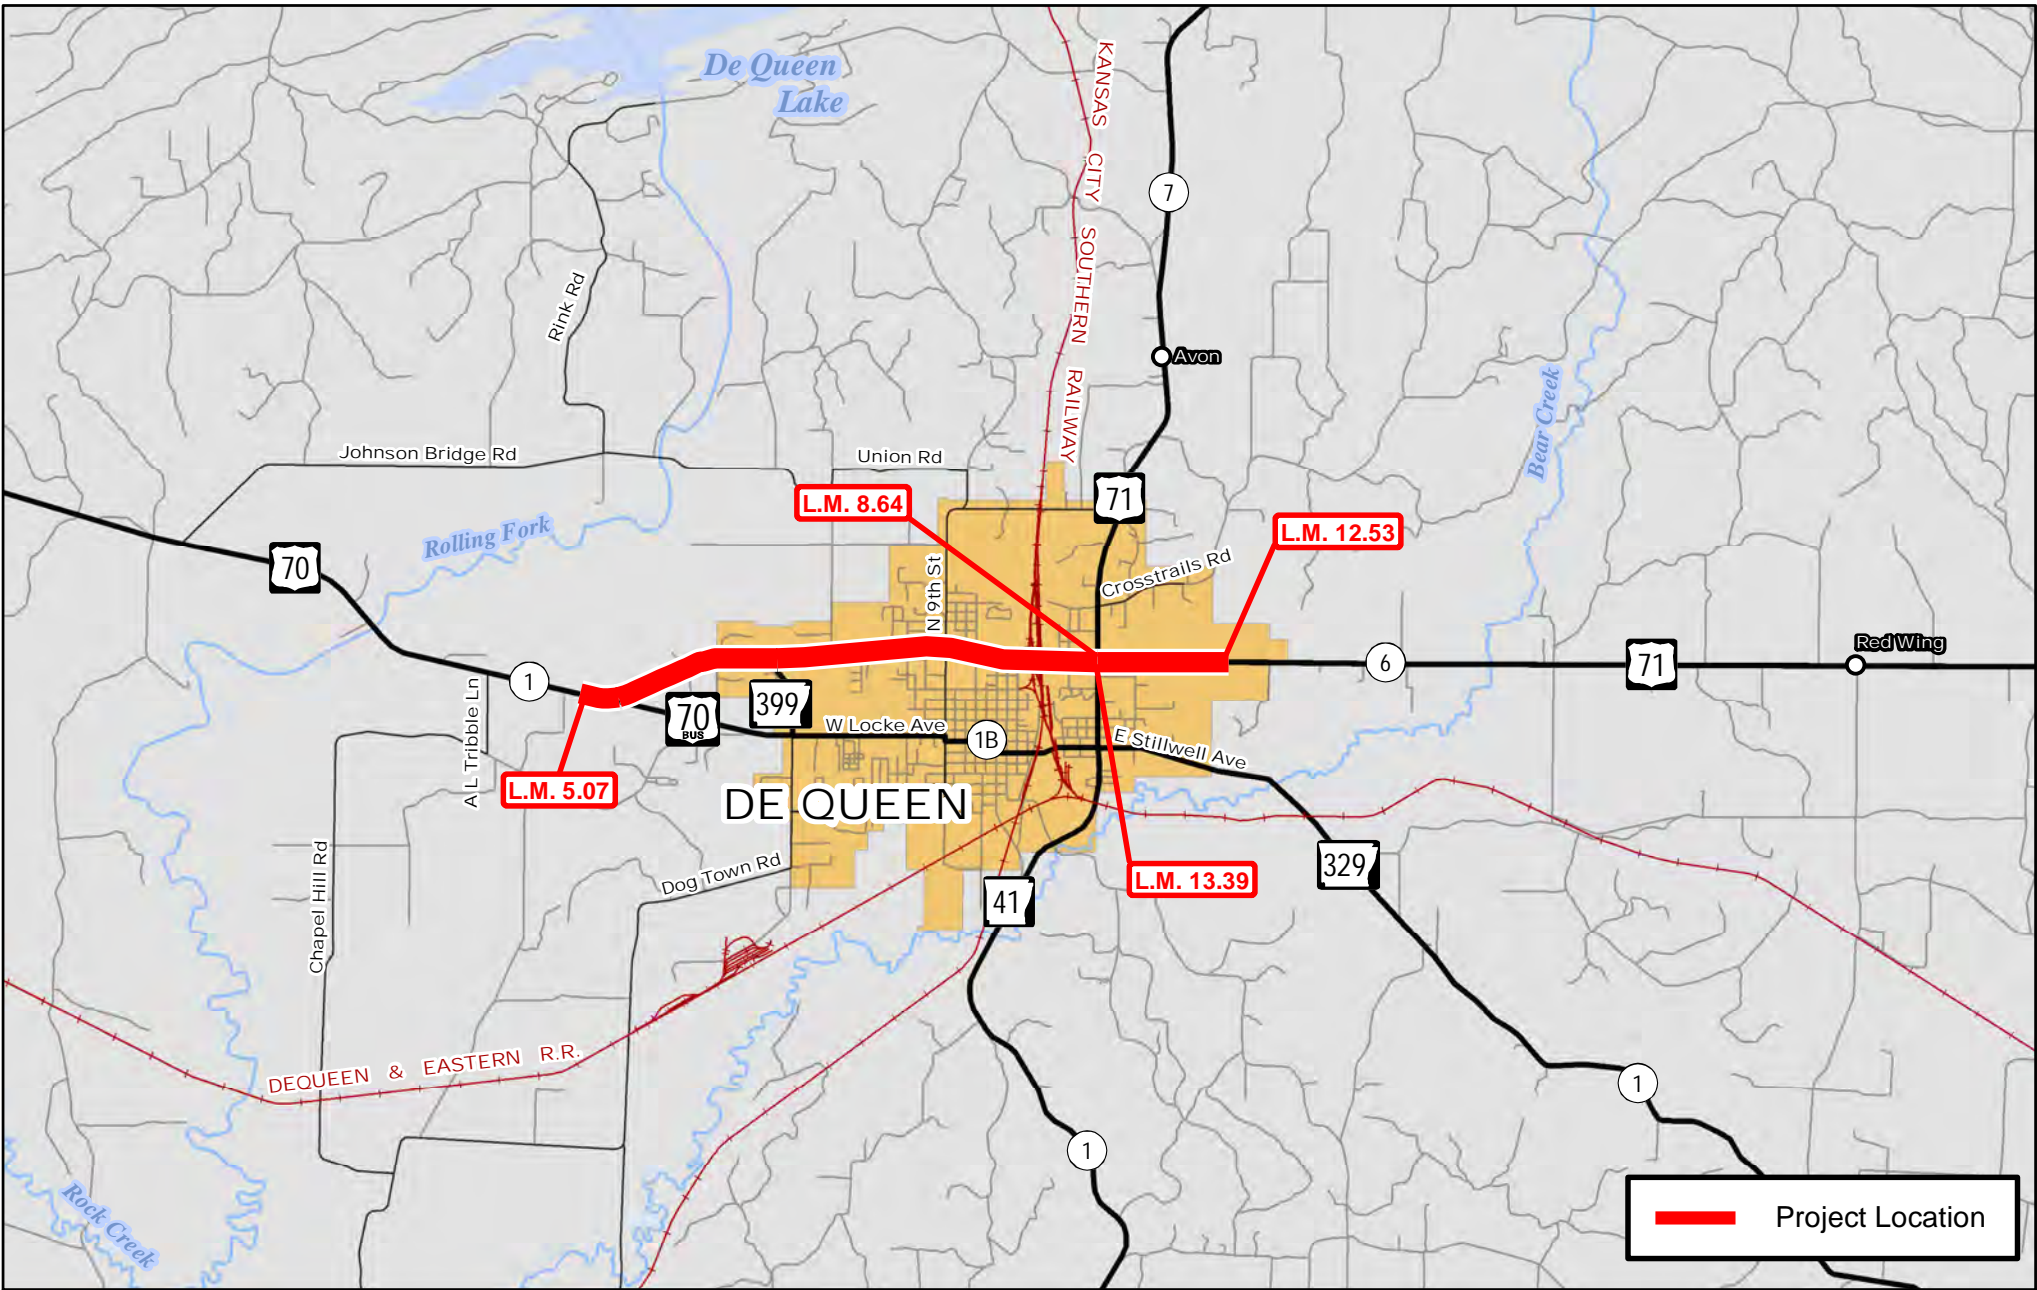 De Queen
Lake
KANSAS CITY SOUTHERN RAILWAY
7
Rink Rd
Avon
Bear Creek
Johnson Bridge Rd
Union Rd
L.M. 8.64
71
L.M. 12.53
Rolling Fork
70
N 9th St
Crosstrails Rd
Red Wing
6
71
1
A L Tribble Ln
399
70
BUS
W Locke Ave
1B
E Stillwell Ave
L.M. 5.07
DE QUEEN
Chapel Hill Rd
Dog Town Rd
329
L.M. 13.39
41
DEQUEEN & EASTERN R.R.
1
1
Rock Creek
Project Location